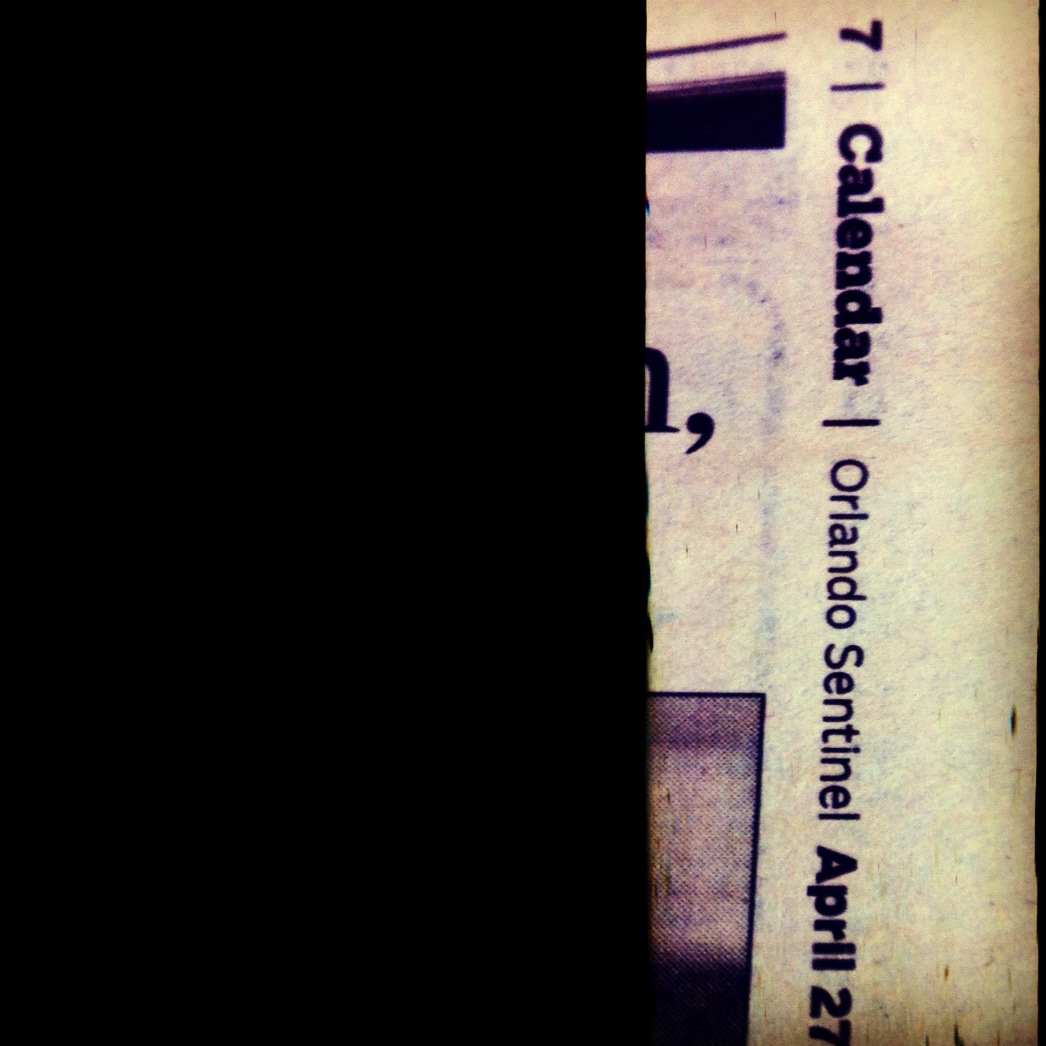 7 | Calendar | Orlando Sentinel April 27
,